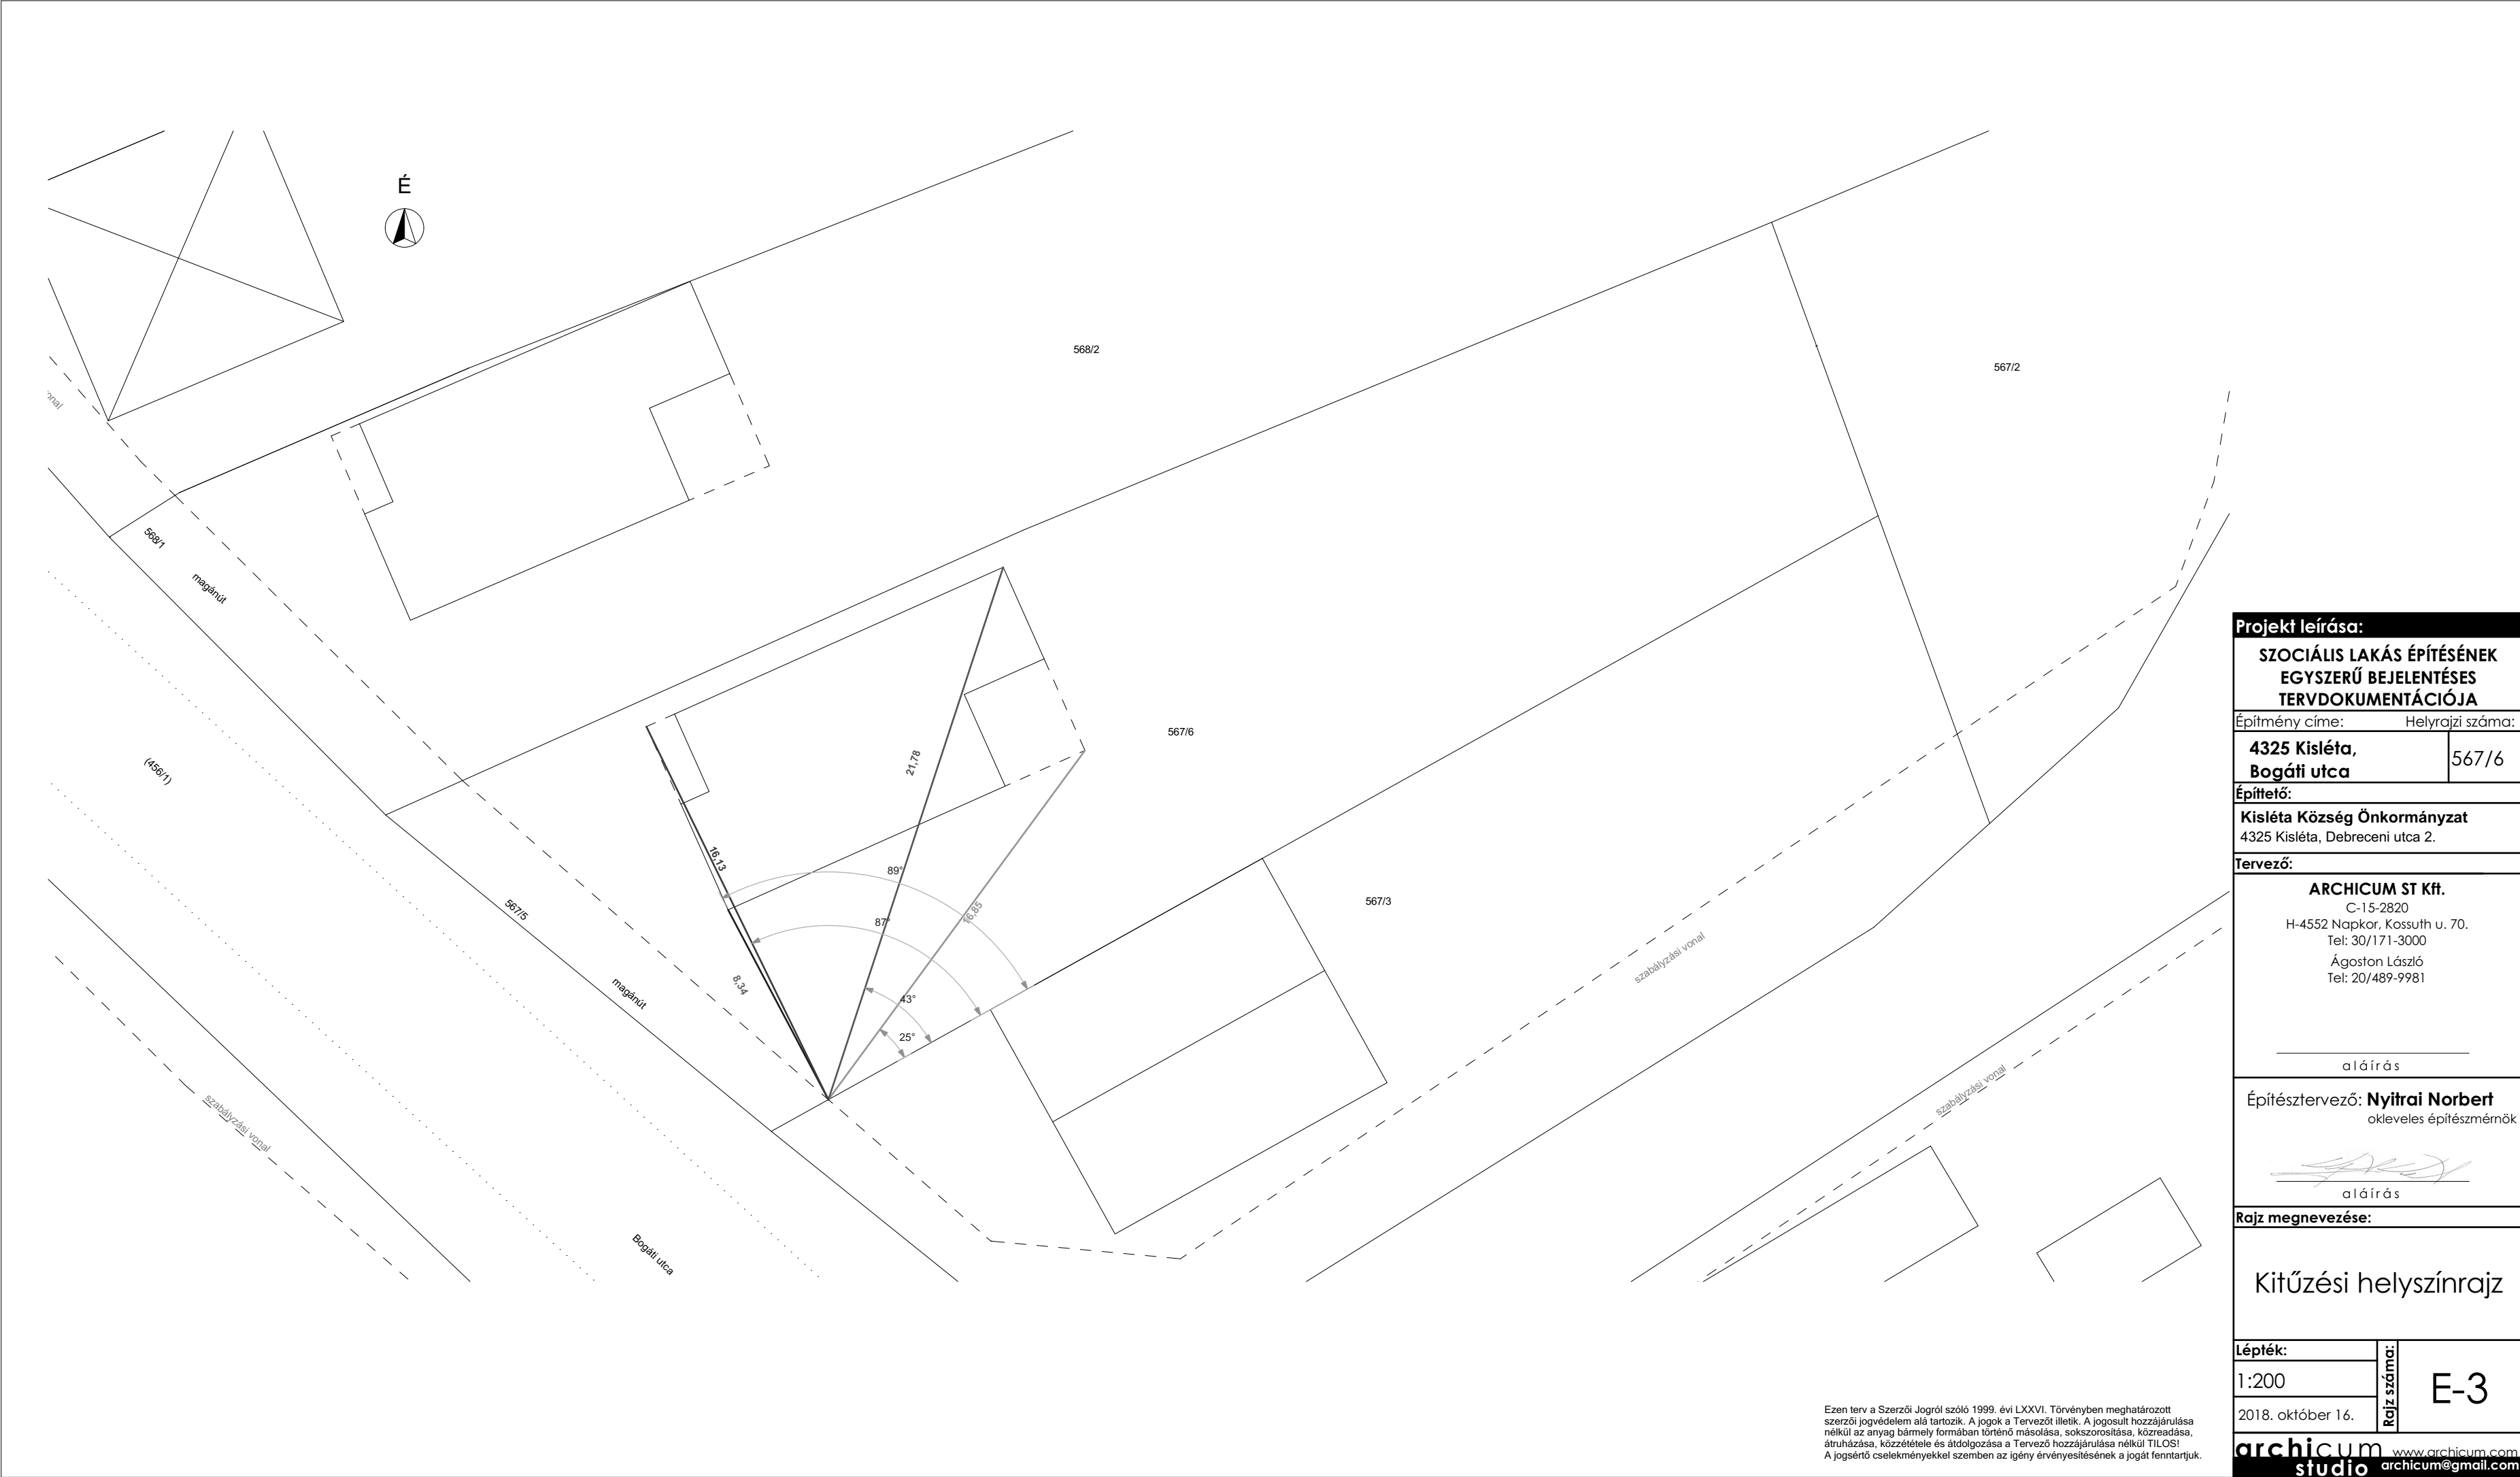 É
568/2
567/2
onal
568/1
magánút
(456/1)
567/6
21,78
16,13
89°
87°
16,85
8,34
43°
25°
567/3
567/5
magánút
szabályzási vonal
szabályzási vonal
szabályzási vonal
Bogáti utca
Projekt leírása:
SZOCIÁLIS LAKÁS ÉPÍTÉSÉNEK
EGYSZERŰ BEJELENTÉSES
TERVDOKUMENTÁCIÓJA
Építmény címe: Helyrajzi száma:
4325 Kisléta,
Bogáti utca
567/6
Építtető:
Kisléta Község Önkormányzat
4325 Kisléta, Debreceni utca 2.
Tervező:
ARCHICUM ST Kft.
C-15-2820
H-4552 Napkor, Kossuth u. 70.
Tel: 30/171-3000
Ágoston László
Tel: 20/489-9981
aláírás
Építésztervező: Nyitrai Norbert
okleveles építészmérnök
aláírás
Rajz megnevezése:
Kitűzési helyszínrajz
Lépték:
1:200
2018. október 16.
Rajz száma:
E-3
archicum www.archicum.com
studio archicum@gmail.com
Ezen terv a Szerzői Jogról szóló 1999. évi LXXVI. Törvényben meghatározott
szerzői jogvédelem alá tartozik. A jogok a Tervezőt illetik. A jogosult hozzájárulása
nélkül az anyag bármely formában történő másolása, sokszorosítása, közreadása,
átruházása, közzététele és átdolgozása a Tervező hozzájárulása nélkül TILOS!
A jogsértő cselekményekkel szemben az igény érvényesítésének a jogát fenntartjuk.